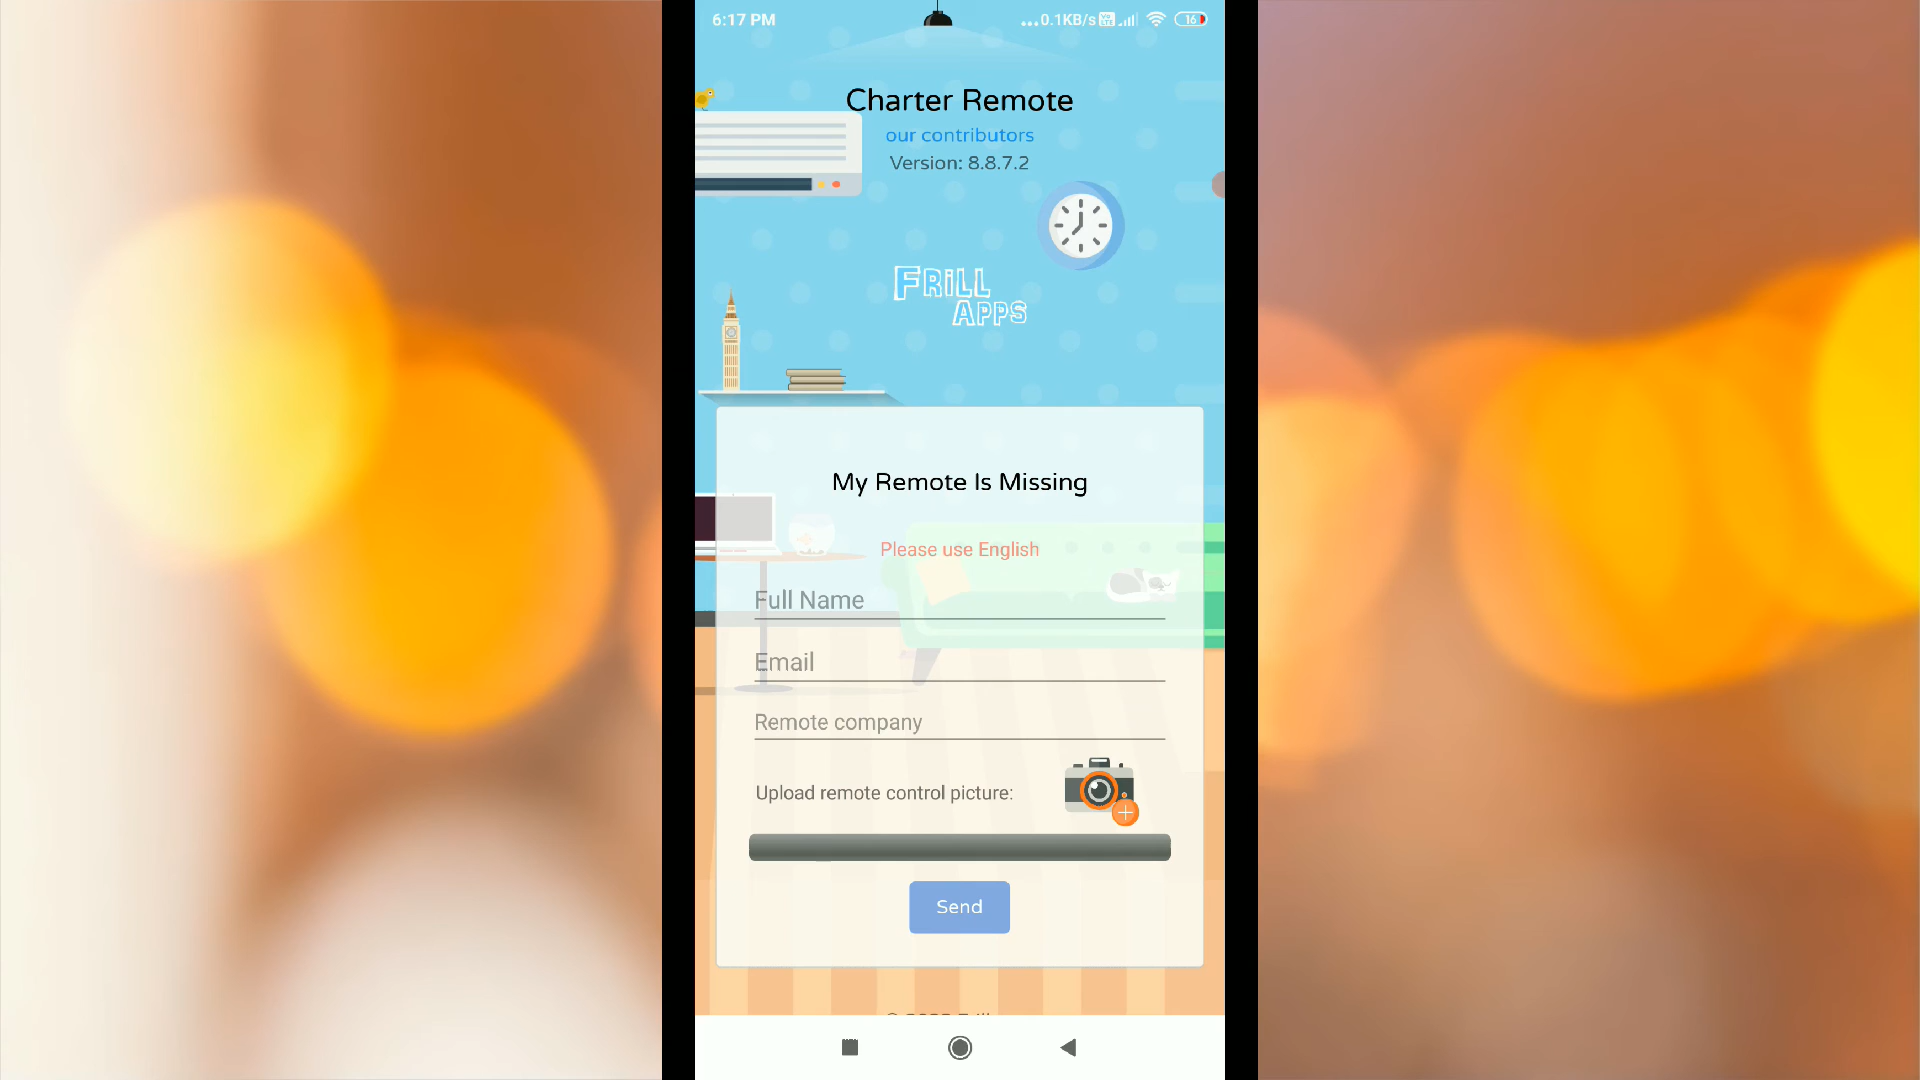 6:17 PM
...0.1KB/s
16
Charter Remote
our contributors
Version: 8.8.7.2
FRiLL
APPS
My Remote Is Missing
Please use English
Full Name
Email
Remote company
Upload remote control picture:
Send